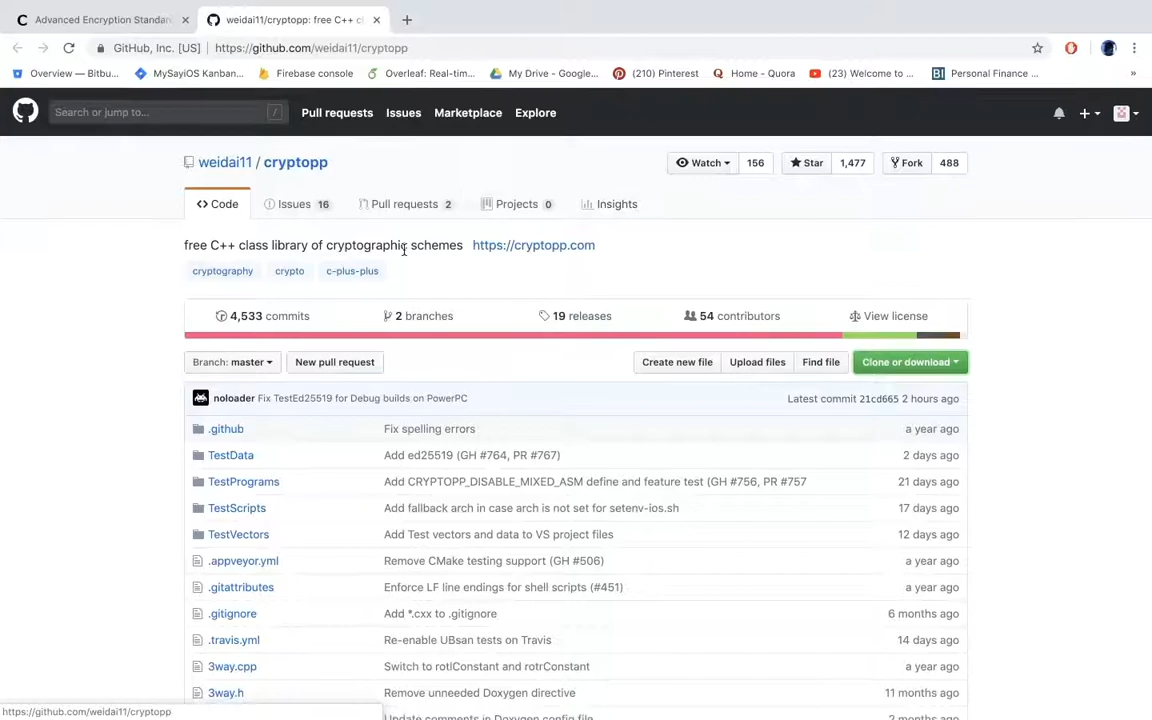 Advanced Encryption Standar
weidai11/cryptopp: free C++ cl
GitHub, Inc. [US] https://github.com/weidai11/cryptopp
Overview — Bitbu... MySayiOS Kanban... Firebase console Overleaf: Real-tim... My Drive - Google... (210) Pinterest Home - Quora (23) Welcome to ... BI Personal Finance ... »
Search or jump to... / Pull requests Issues Marketplace Explore
weidai11 / cryptopp Watch 156 Star 1,477 Fork 488
<> Code Issues 16 Pull requests 2 Projects 0 Insights
free C++ class library of cryptographic schemes https://cryptopp.com
cryptography crypto c-plus-plus
4,533 commits 2 branches 19 releases 54 contributors View license
Branch: master New pull request Create new file Upload files Find file Clone or download
noloader Fix TestEd25519 for Debug builds on PowerPC Latest commit 21cd665 2 hours ago
.github Fix spelling errors a year ago
TestData Add ed25519 (GH #764, PR #767) 2 days ago
TestPrograms Add CRYPTOPP_DISABLE_MIXED_ASM define and feature test (GH #756, PR #757 21 days ago
TestScripts Add fallback arch in case arch is not set for setenv-ios.sh 17 days ago
TestVectors Add Test vectors and data to VS project files 12 days ago
.appveyor.yml Remove CMake testing support (GH #506) a year ago
.gitattributes Enforce LF line endings for shell scripts (#451) a year ago
.gitignore Add *.cxx to .gitignore 6 months ago
.travis.yml Re-enable UBsan tests on Travis 14 days ago
3way.cpp Switch to rotlConstant and rotrConstant a year ago
3way.h Remove unneeded Doxygen directive 11 months ago
https://github.com/weidai11/cryptopp
Update comments in Doxygen config file 2 months ago